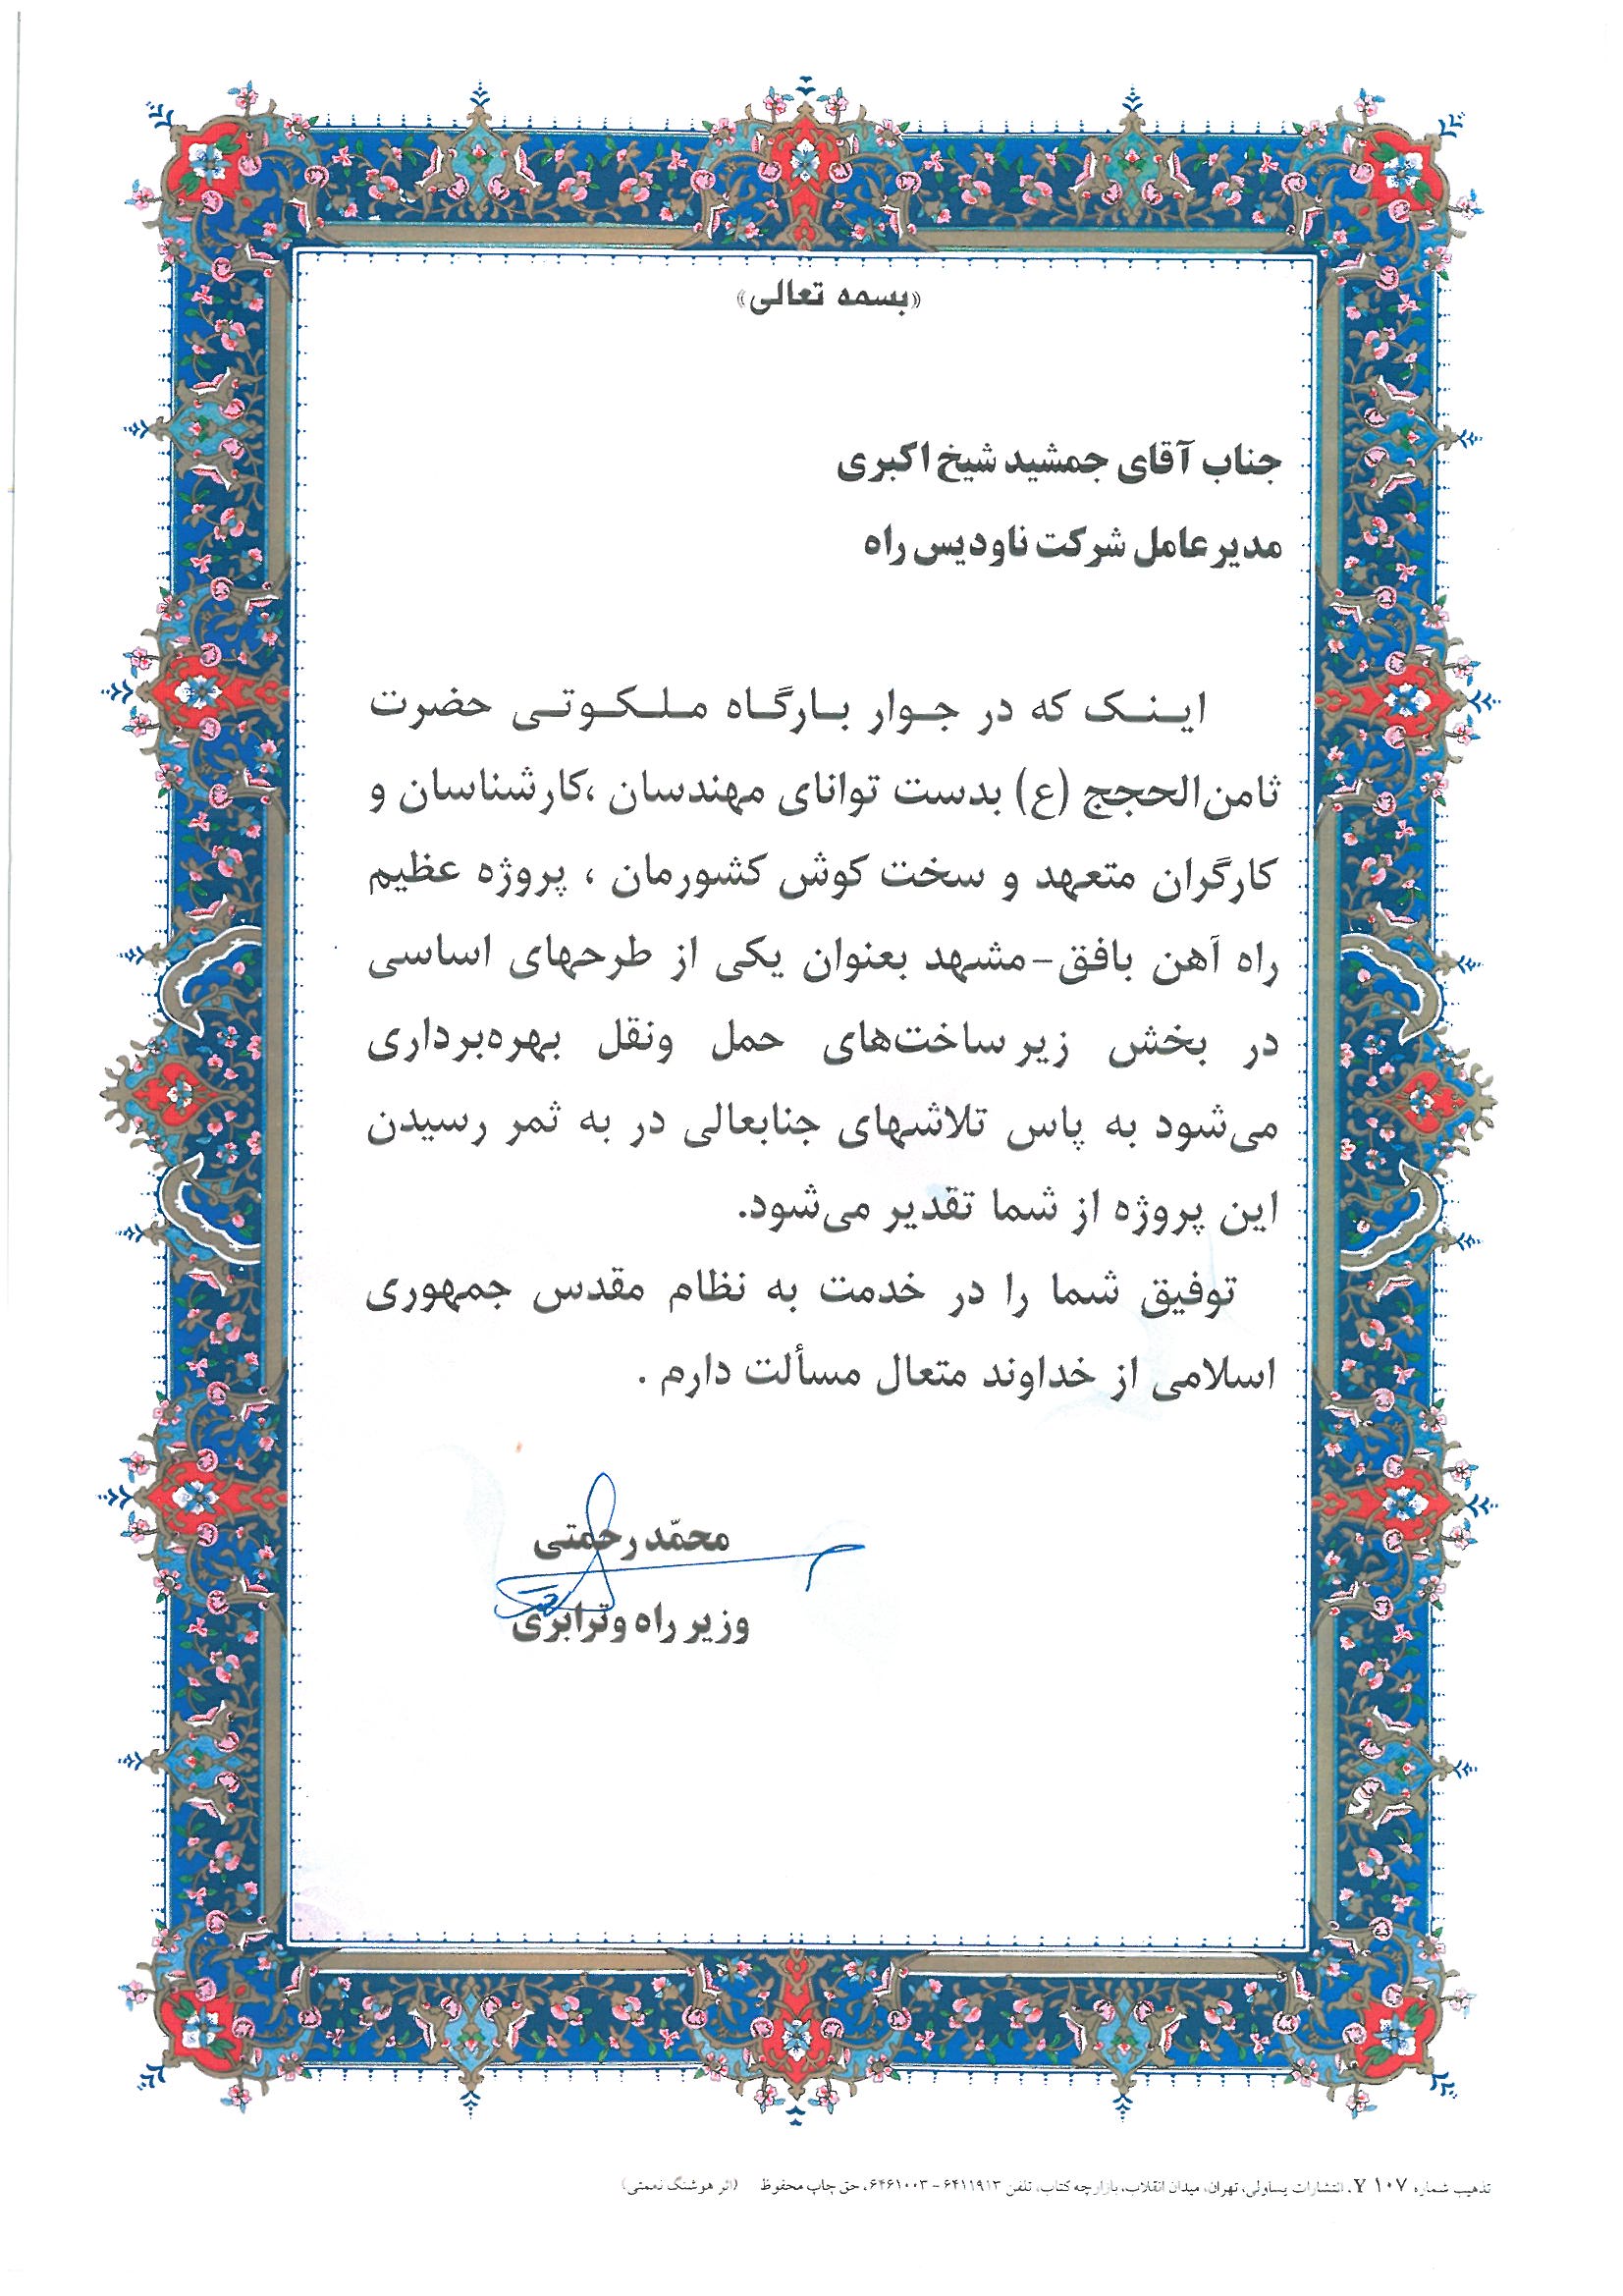 «بسمه تعالی»
جناب آقای جمشید شیخ اکبری
مدیرعامل شرکت ناودیس راه
اینک که در جوار بارگاه ملکوتی حضرت
ثامن‌الحجج (ع) بدست توانای مهندسان ،کارشناسان و
کارگران متعهد و سخت کوش کشورمان ، پروژه عظیم
راه آهن بافق-مشهد بعنوان یکی از طرحهای اساسی
در بخش زیرساخت‌های حمل ونقل بهره‌برداری
می‌شود به پاس تلاشهای جنابعالی در به ثمر رسیدن
این پروژه از شما تقدیر می‌شود.
توفیق شما را در خدمت به نظام مقدس جمهوری
اسلامی از خداوند متعال مسألت دارم .
محمّد رحمتی
وزیر راه وترابری
تذهیب شماره ۱۰۷ Y، انتشارات یساولی، تهران، میدان انقلاب، بازارچه کتاب، تلفن ۶۴۱۱۹۱۳ - ۶۴۶۱۰۰۳، حق چاپ محفوظ (اثر هوشنگ نعمتی)